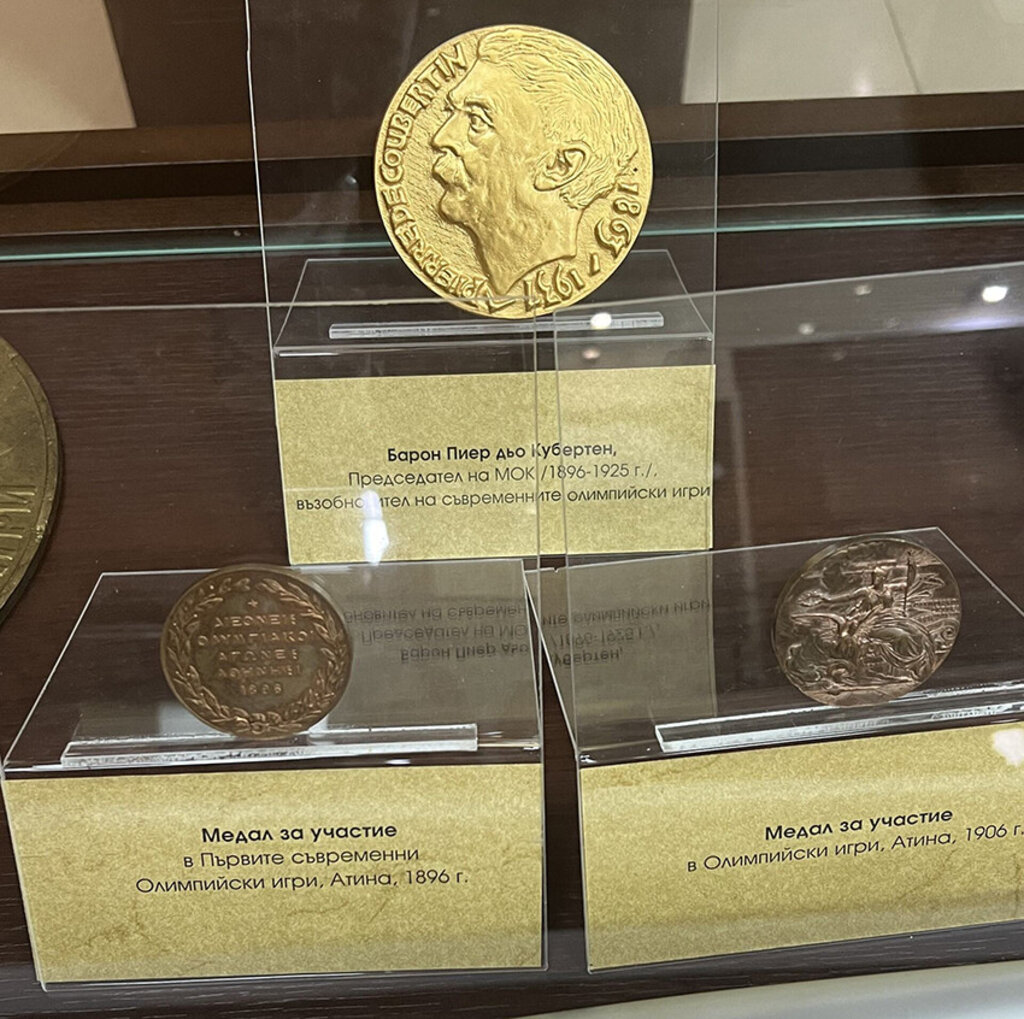 PIERRE DE COUBERTIN 1863 / 1937
Барон Пиер дьо Кубертен,
Председател на МОК /1896-1925 г./,
възобновител на съвременните олимпийски игри
ΔΙΕΘΝΕΙΣ
ΟΛΥΜΠΙΑΚΟΙ
ΑΓΩΝΕΣ
ΑΘΗΝΗΣΙ
1896
Медал за участие
в Първите съвременни
Олимпийски игри, Атина, 1896 г.
Медал за участие
в Олимпийски игри, Атина, 1906 г.